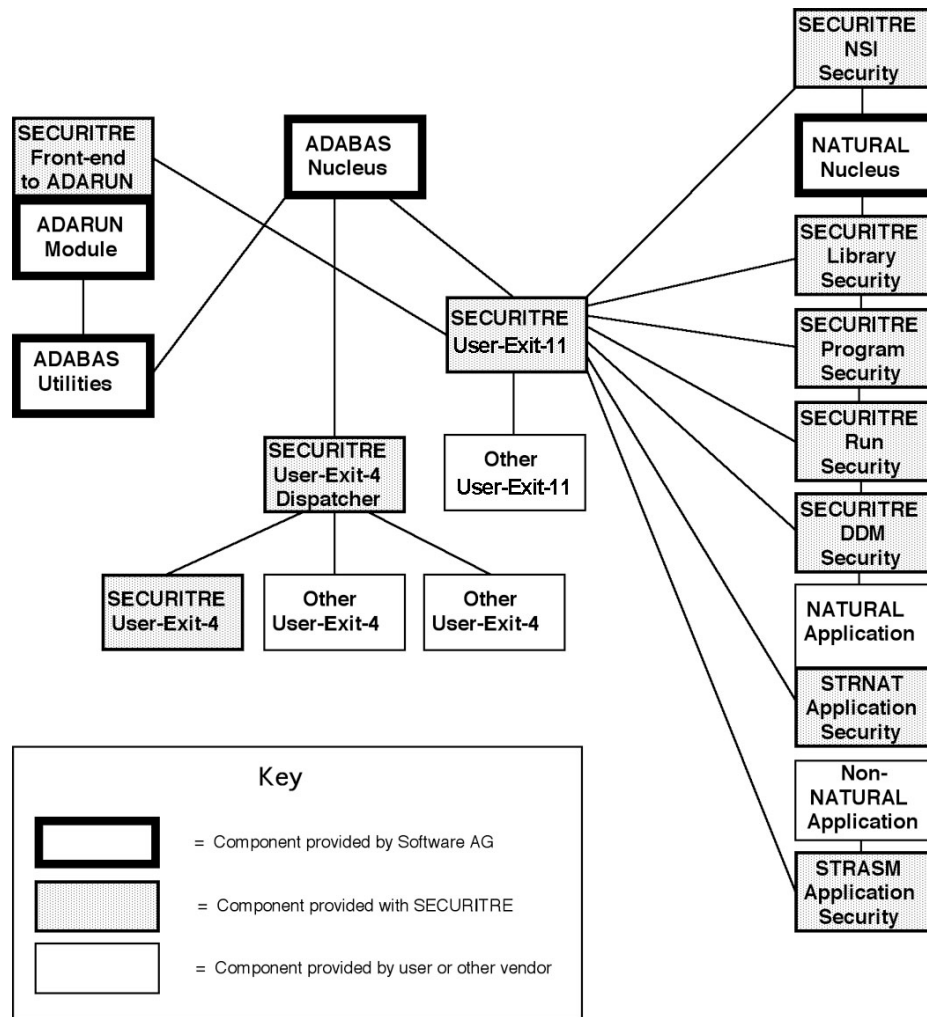 SECURITRE
NSI
Security
SECURITRE
Front-end
to ADARUN
ADABAS
Nucleus
NATURAL
Nucleus
ADARUN
Module
SECURITRE
Library
Security
SECURITRE
User-Exit-11
SECURITRE
Program
Security
ADABAS
Utilities
SECURITRE
Run
Security
SECURITRE
User-Exit-4
Dispatcher
Other
User-Exit-11
SECURITRE
DDM
Security
SECURITRE
User-Exit-4
Other
User-Exit-4
Other
User-Exit-4
NATURAL
Application
STRNAT
Application
Security
Non-
NATURAL
Application
STRASM
Application
Security
Key
= Component provided by Software AG
= Component provided with SECURITRE
= Component provided by user or other vendor